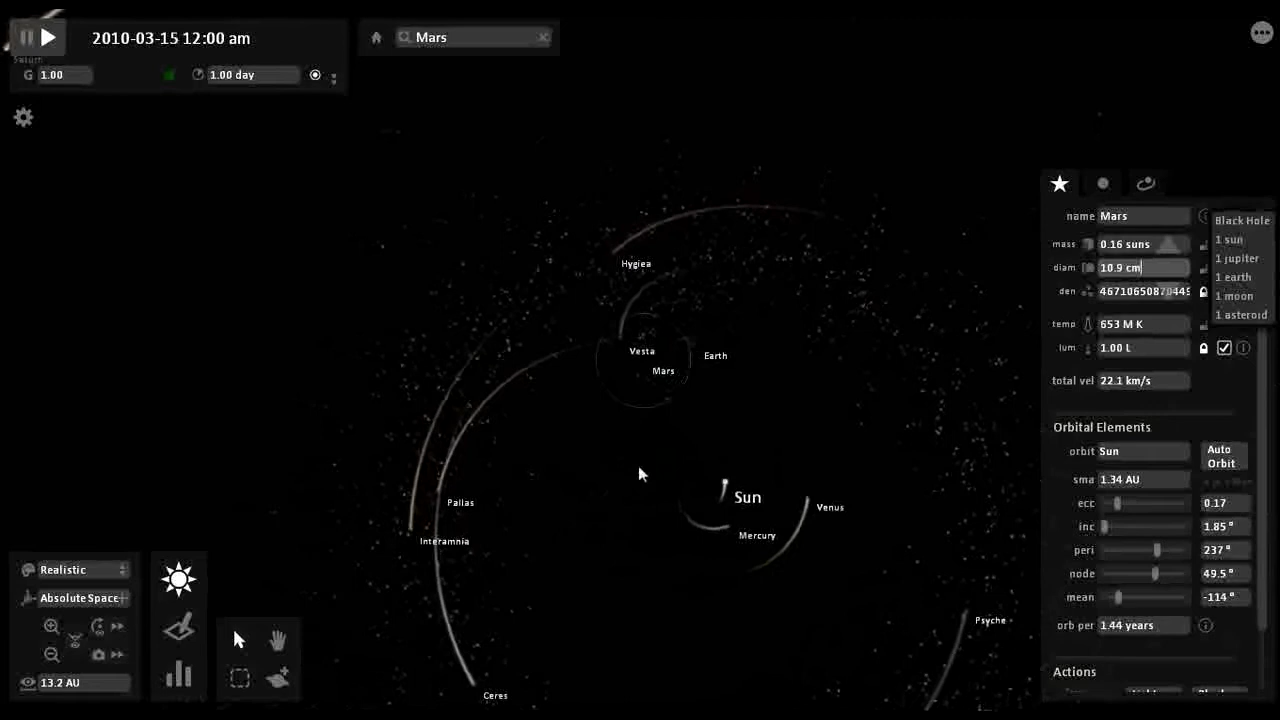 2010-03-15 12:00 am
Mars
Saturn
G 1.00
1.00 day
name Mars
mass 0.16 suns
diam 10.9 cm
den
temp 653 M K
lum 1.00 L
total vel 22.1 km/s
Black Hole
1 sun
1 jupiter
1 earth
1 moon
1 asteroid
Orbital Elements
orbit Sun
Auto Orbit
sma 1.34 AU
ecc 0.17
inc 1.85 °
peri 237 °
node 49.5 °
mean -114 °
orb per 1.44 years
Actions
Hygiea
Vesta
Earth
Mars
Pallas
Sun
Venus
Interamnia
Mercury
Psyche
Ceres
Realistic
Absolute Space
13.2 AU